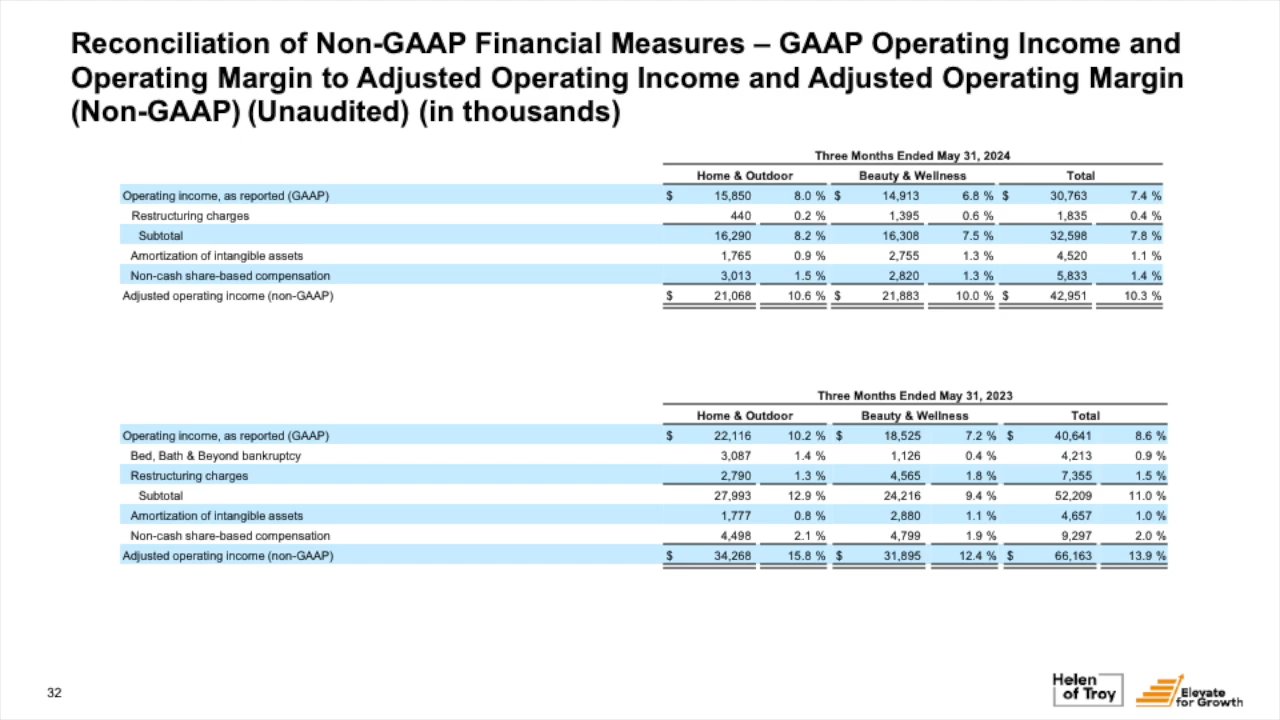 Reconciliation of Non-GAAP Financial Measures – GAAP Operating Income and
Operating Margin to Adjusted Operating Income and Adjusted Operating Margin
(Non-GAAP) (Unaudited) (in thousands)
Three Months Ended May 31, 2024
Home & Outdoor Beauty & Wellness Total
Operating income, as reported (GAAP) $ 15,850 8.0 % $ 14,913 6.8 % $ 30,763 7.4 %
Restructuring charges 440 0.2 % 1,395 0.6 % 1,835 0.4 %
Subtotal 16,290 8.2 % 16,308 7.5 % 32,598 7.8 %
Amortization of intangible assets 1,765 0.9 % 2,755 1.3 % 4,520 1.1 %
Non-cash share-based compensation 3,013 1.5 % 2,820 1.3 % 5,833 1.4 %
Adjusted operating income (non-GAAP) $ 21,068 10.6 % $ 21,883 10.0 % $ 42,951 10.3 %
Three Months Ended May 31, 2023
Home & Outdoor Beauty & Wellness Total
Operating income, as reported (GAAP) $ 22,116 10.2 % $ 18,525 7.2 % $ 40,641 8.6 %
Bed, Bath & Beyond bankruptcy 3,087 1.4 % 1,126 0.4 % 4,213 0.9 %
Restructuring charges 2,790 1.3 % 4,565 1.8 % 7,355 1.5 %
Subtotal 27,993 12.9 % 24,216 9.4 % 52,209 11.0 %
Amortization of intangible assets 1,777 0.8 % 2,880 1.1 % 4,657 1.0 %
Non-cash share-based compensation 4,498 2.1 % 4,799 1.9 % 9,297 2.0 %
Adjusted operating income (non-GAAP) $ 34,268 15.8 % $ 31,895 12.4 % $ 66,163 13.9 %
32
Helen
of Troy
Elevate
for Growth